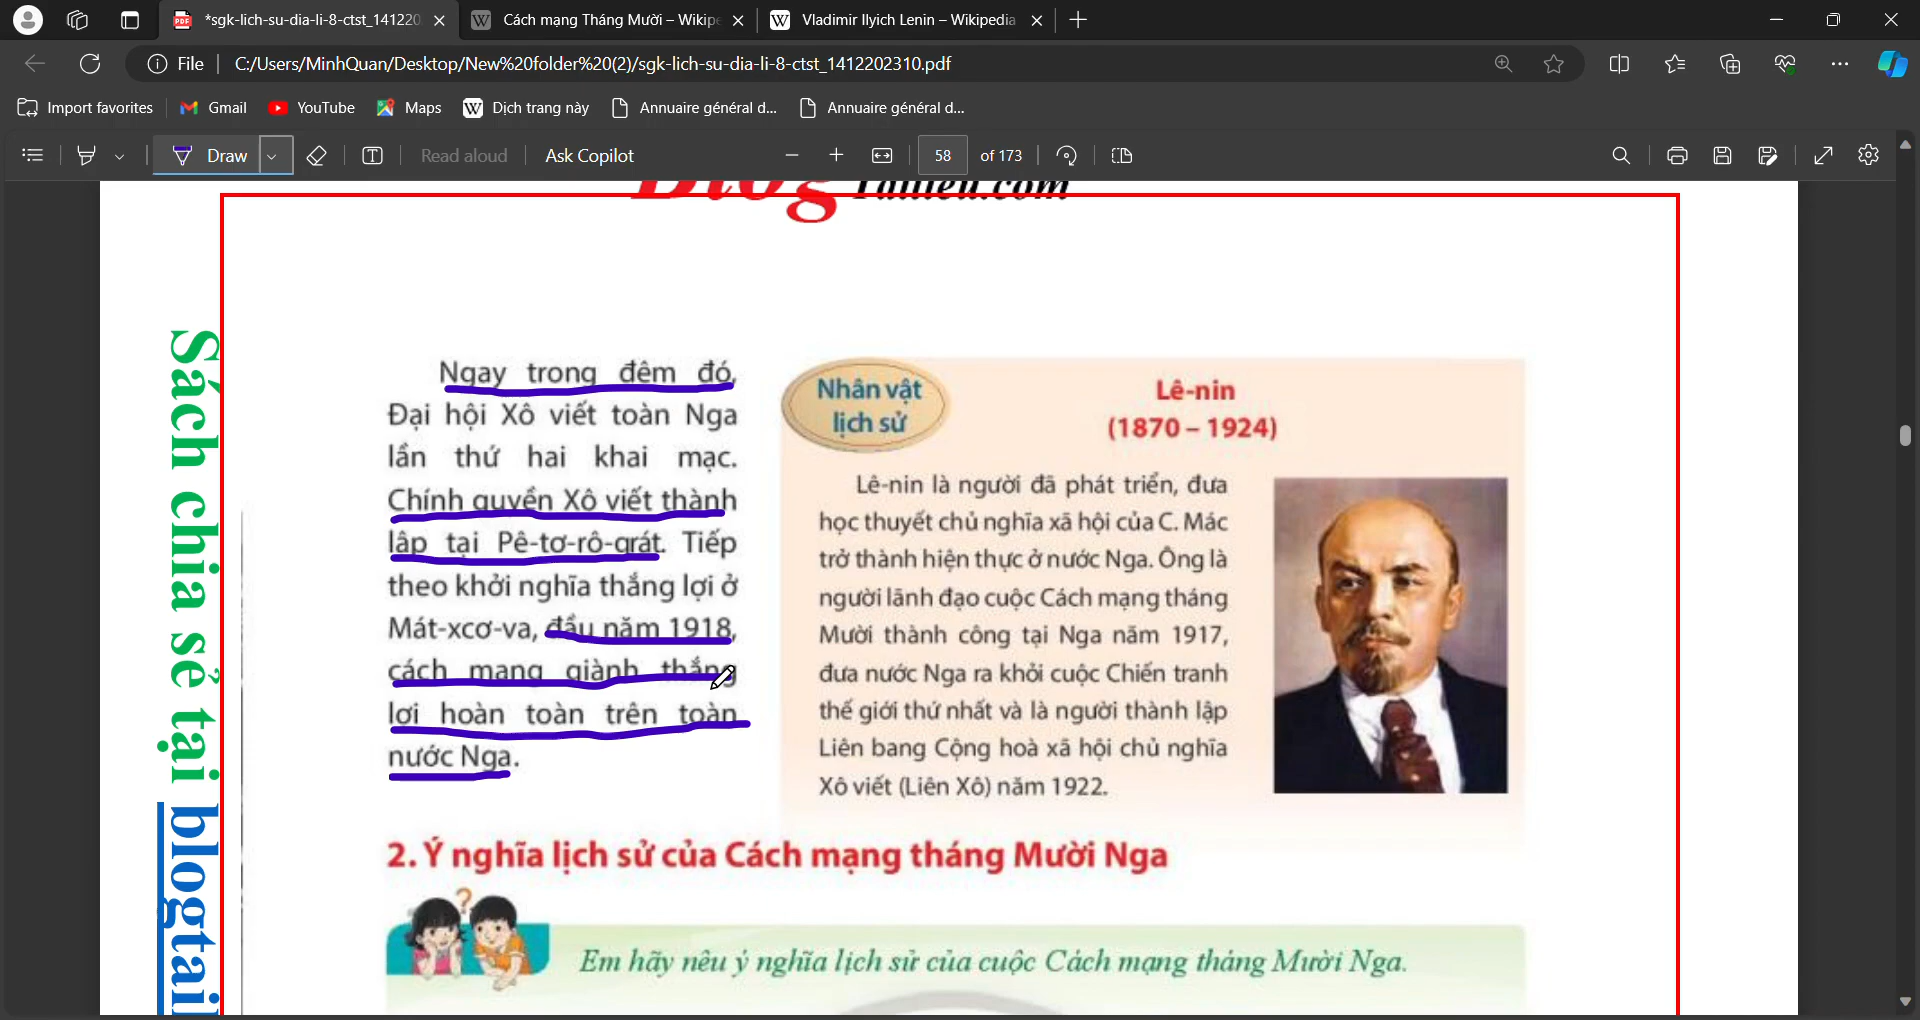 *sgk-lich-su-dia-li-8-ctst_141220
Cách mạng Tháng Mười – Wikipe
Vladimir Ilyich Lenin – Wikipedia
File
C:/Users/MinhQuan/Desktop/New%20folder%20(2)/sgk-lich-su-dia-li-8-ctst_1412202310.pdf
Import favorites
Gmail
YouTube
Maps
Dịch trang này
Annuaire général d...
Annuaire général d...
Draw
Read aloud
Ask Copilot
58
of 173
Blog Tailieu.com
Sách chia sẻ tại blogtail
Ngay trong đêm đó,
Đại hội Xô viết toàn Nga
lần thứ hai khai mạc.
Chính quyền Xô viết thành
lập tại Pê-tơ-rô-grát. Tiếp
theo khởi nghĩa thắng lợi ở
Mát-xcơ-va, đầu năm 1918,
cách mạng giành thắng
lợi hoàn toàn trên toàn
nước Nga.
Nhân vật
lịch sử
Lê-nin
(1870 – 1924)
Lê-nin là người đã phát triển, đưa
học thuyết chủ nghĩa xã hội của C. Mác
trở thành hiện thực ở nước Nga. Ông là
người lãnh đạo cuộc Cách mạng tháng
Mười thành công tại Nga năm 1917,
đưa nước Nga ra khỏi cuộc Chiến tranh
thế giới thứ nhất và là người thành lập
Liên bang Cộng hoà xã hội chủ nghĩa
Xô viết (Liên Xô) năm 1922.
2. Ý nghĩa lịch sử của Cách mạng tháng Mười Nga
?
Em hãy nêu ý nghĩa lịch sử của cuộc Cách mạng tháng Mười Nga.